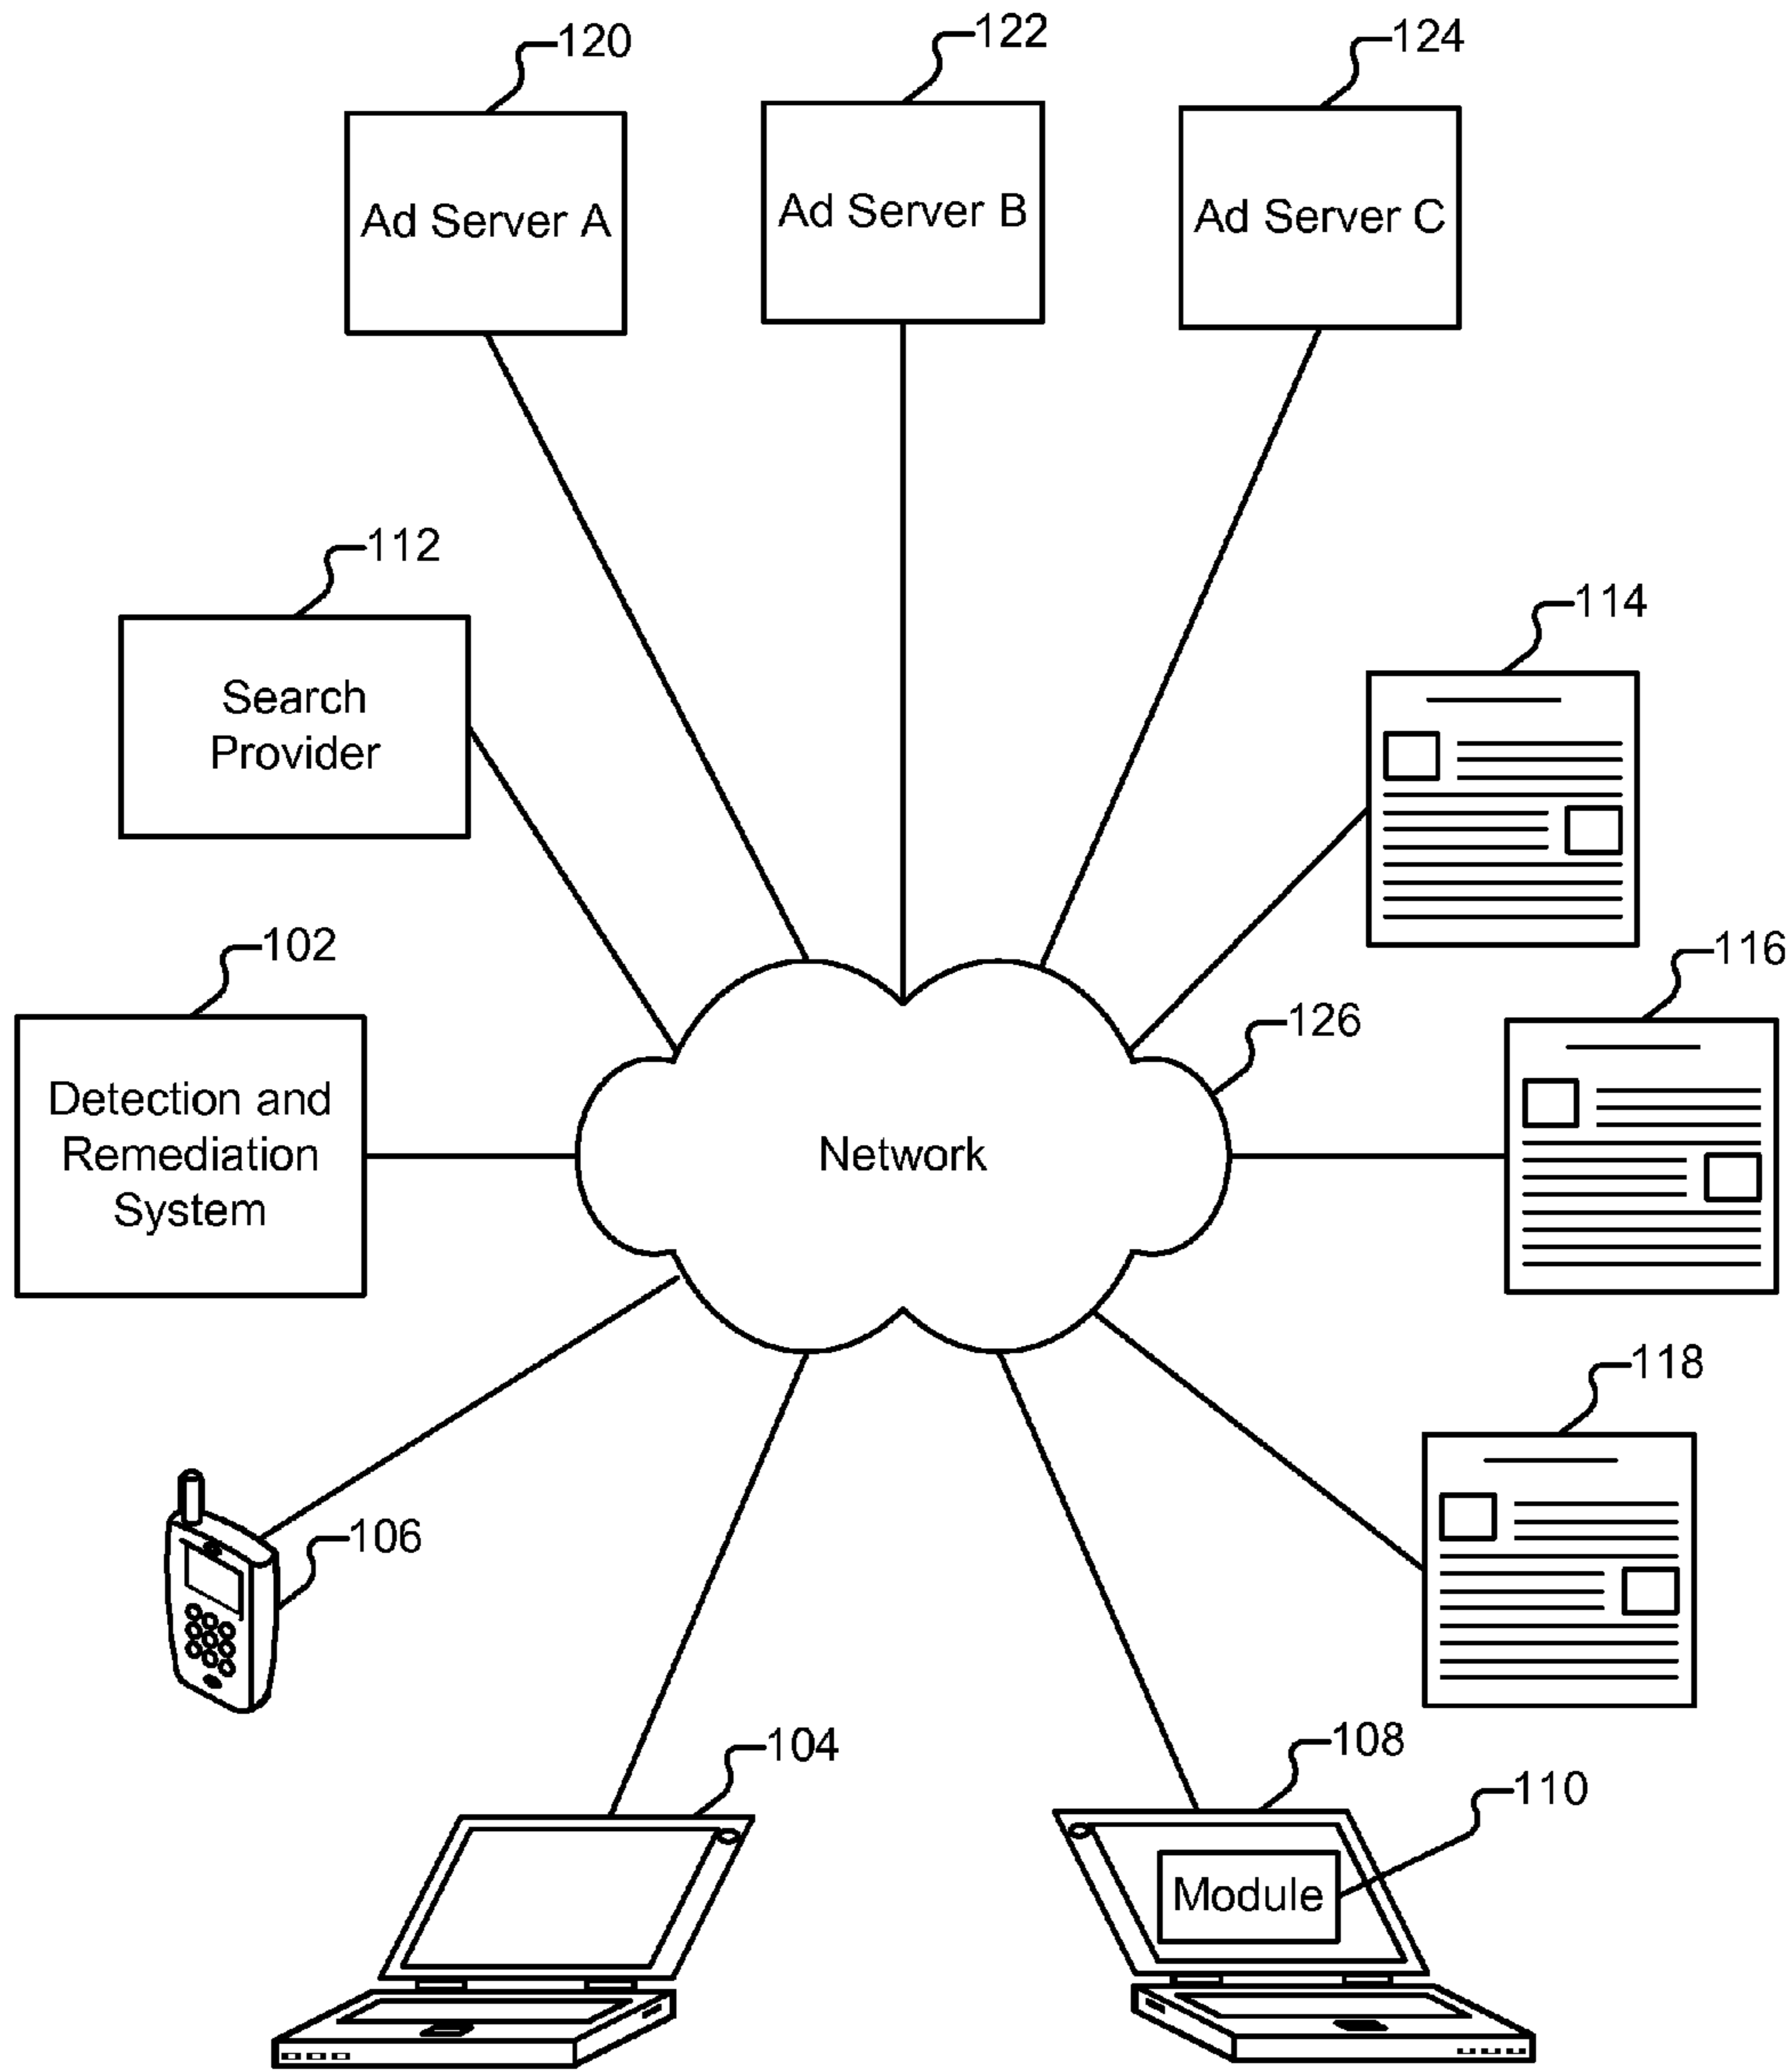 120
122
124
Ad Server A
Ad Server B
Ad Server C
112
Search
Provider
114
102
116
126
Detection and
Remediation
System
Network
118
106
104
108
110
Module